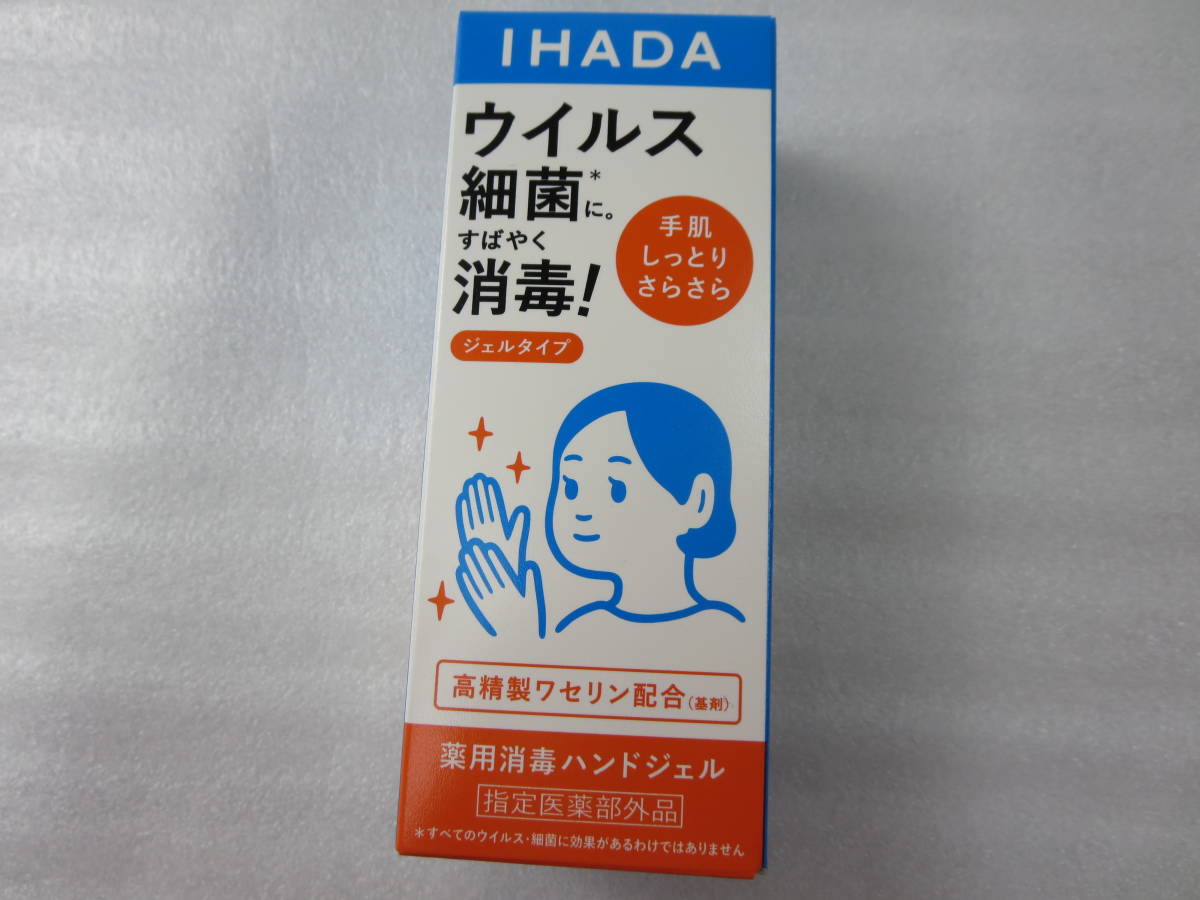 IHADA
ウイルス
細菌*に。
すばやく
消毒!
手肌
しっとり
さらさら
ジェルタイプ
高精製ワセリン配合(基剤)
薬用消毒ハンドジェル
指定医薬部外品
*すべてのウイルス・細菌に効果があるわけではありません